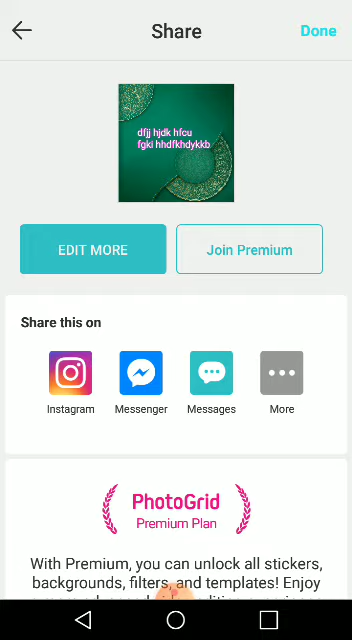 Share
Done
dfjj hjdk hfcu
fgki hhdfkhdykkb
EDIT MORE
Join Premium
Share this on
Instagram
Messenger
Messages
More
PhotoGrid
Premium Plan
With Premium, you can unlock all stickers,
backgrounds, filters, and templates! Enjoy